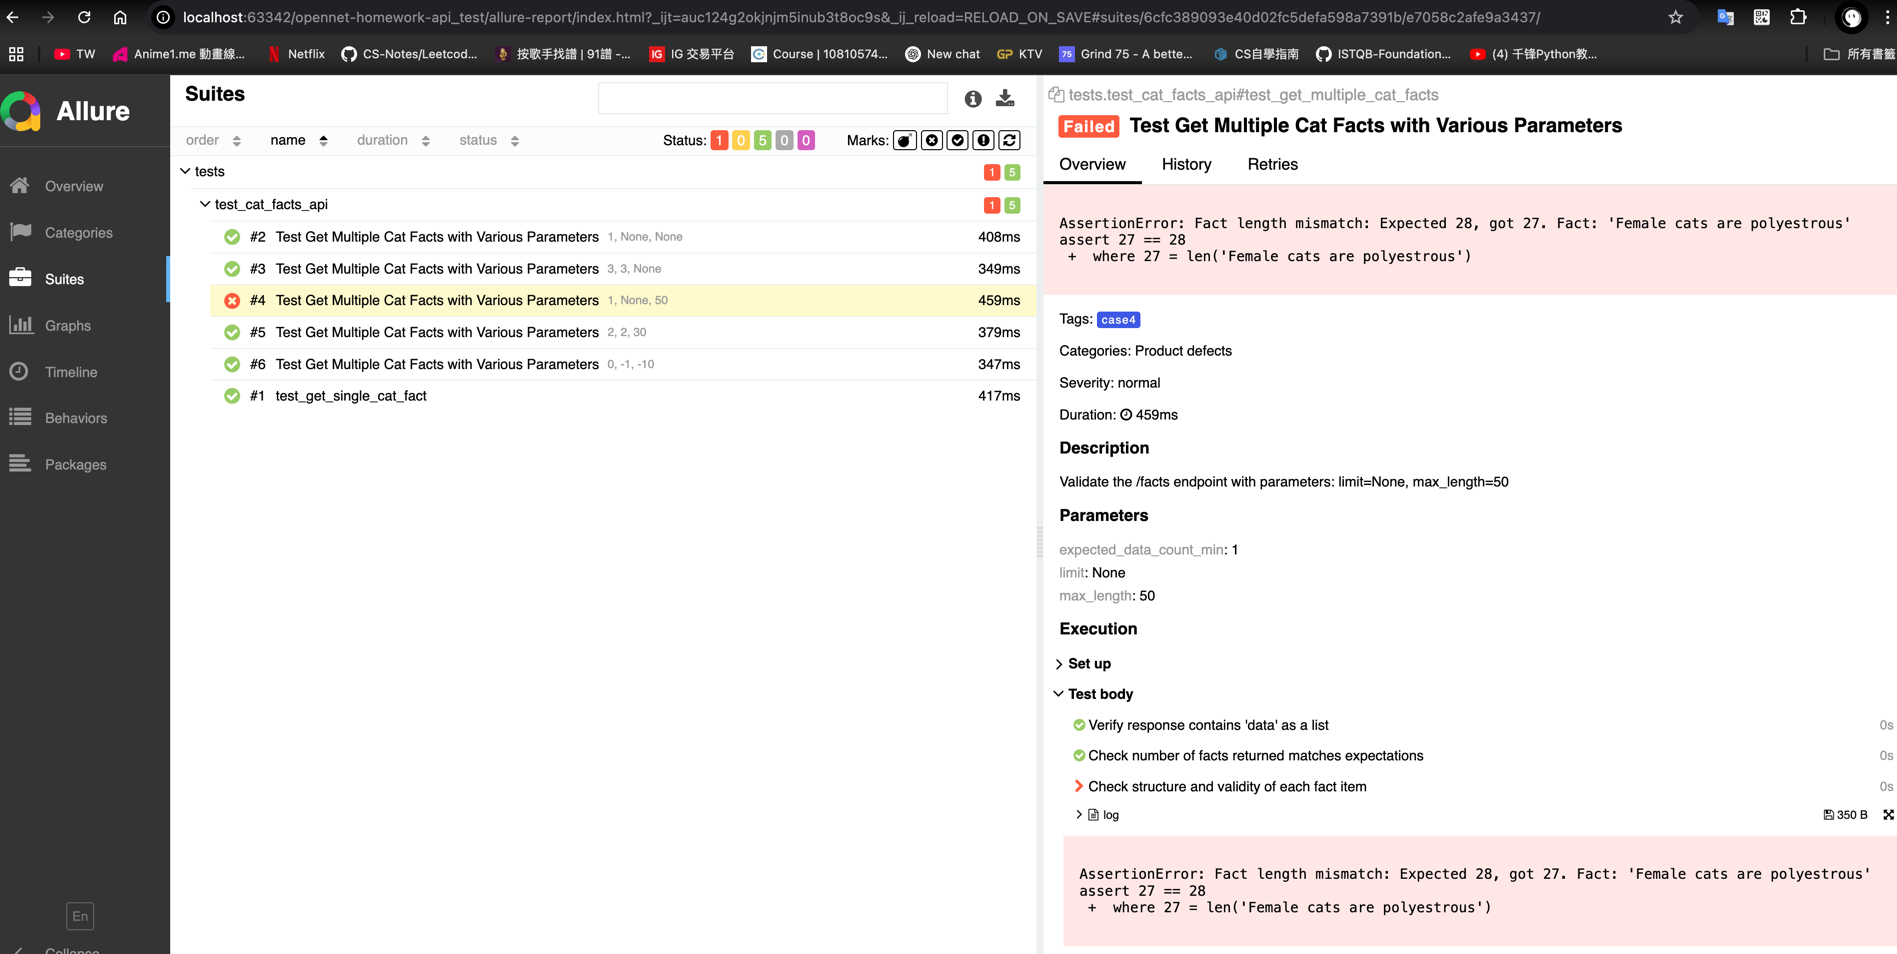 localhost:63342/opennet-homework-api_test/allure-report/index.html?_ijt=auc124g2okjnjm5inub3t8oc9s&_ij_reload=RELOAD_ON_SAVE#suites/6cfc389093e40d02fc5defa598a7391b/e7058c2afe9a3437/
TW
Anime1.me 動畫線...
Netflix
CS-Notes/Leetcod...
按歌手找譜 | 91譜 -...
IG IG 交易平台
Course | 10810574...
New chat
GP KTV
75 Grind 75 - A bette...
CS自學指南
ISTQB-Foundation...
(4) 千锋Python教...
所有書籤
Allure
Overview
Categories
Suites
Graphs
Timeline
Behaviors
Packages
En
Collapse
Suites
order name duration status Status: 1 0 5 0 0 Marks:
tests 1 5
test_cat_facts_api 1 5
#2 Test Get Multiple Cat Facts with Various Parameters 1, None, None 408ms
#3 Test Get Multiple Cat Facts with Various Parameters 3, 3, None 349ms
#4 Test Get Multiple Cat Facts with Various Parameters 1, None, 50 459ms
#5 Test Get Multiple Cat Facts with Various Parameters 2, 2, 30 379ms
#6 Test Get Multiple Cat Facts with Various Parameters 0, -1, -10 347ms
#1 test_get_single_cat_fact 417ms
tests.test_cat_facts_api#test_get_multiple_cat_facts
Failed Test Get Multiple Cat Facts with Various Parameters
Overview History Retries
AssertionError: Fact length mismatch: Expected 28, got 27. Fact: 'Female cats are polyestrous'
assert 27 == 28
+ where 27 = len('Female cats are polyestrous')
Tags: case4
Categories: Product defects
Severity: normal
Duration: 459ms
Description
Validate the /facts endpoint with parameters: limit=None, max_length=50
Parameters
expected_data_count_min: 1
limit: None
max_length: 50
Execution
Set up
Test body
Verify response contains 'data' as a list 0s
Check number of facts returned matches expectations 0s
Check structure and validity of each fact item 0s
log 350 B
AssertionError: Fact length mismatch: Expected 28, got 27. Fact: 'Female cats are polyestrous'
assert 27 == 28
+ where 27 = len('Female cats are polyestrous')